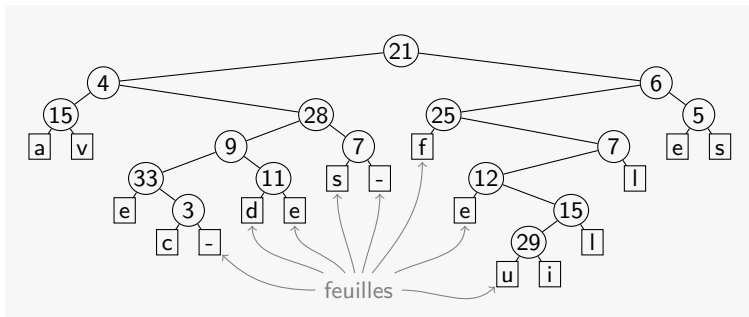 21
4 6
15 28 25 5
a v 9 7 f 7 e s
33 11 s - 12 l
e 3 d e e 15
c - 29 l
u i
feuilles